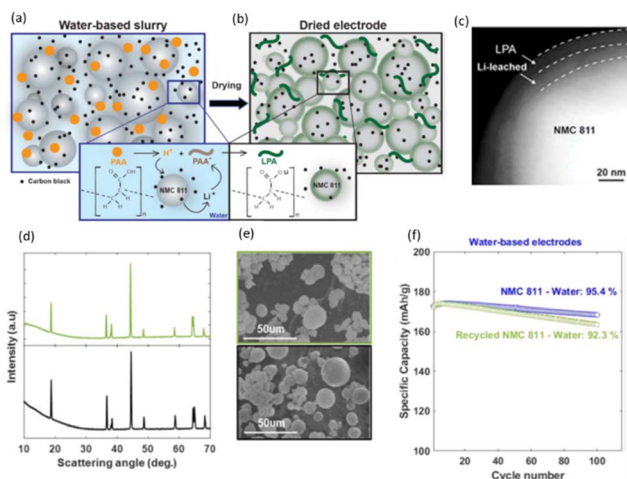 (a)
Water-based slurry
(b)
Dried electrode
(c)
Drying
LPA
Li-leached
NMC 811
20 nm
PAA
H⁺
+
PAA⁻
LPA
NMC 811
Li⁺
Water
NMC 811
• Carbon black
(d)
Intensity (a.u)
10 20 30 40 50 60 70
Scattering angle (deg.)
(e)
50um
50um
(f)
Water-based electrodes
NMC 811 - Water: 95.4 %
Recycled NMC 811 - Water: 92.3 %
Specific Capacity (mAh/g)
200
180
160
140
120
100
0 20 40 60 80 100
Cycle number